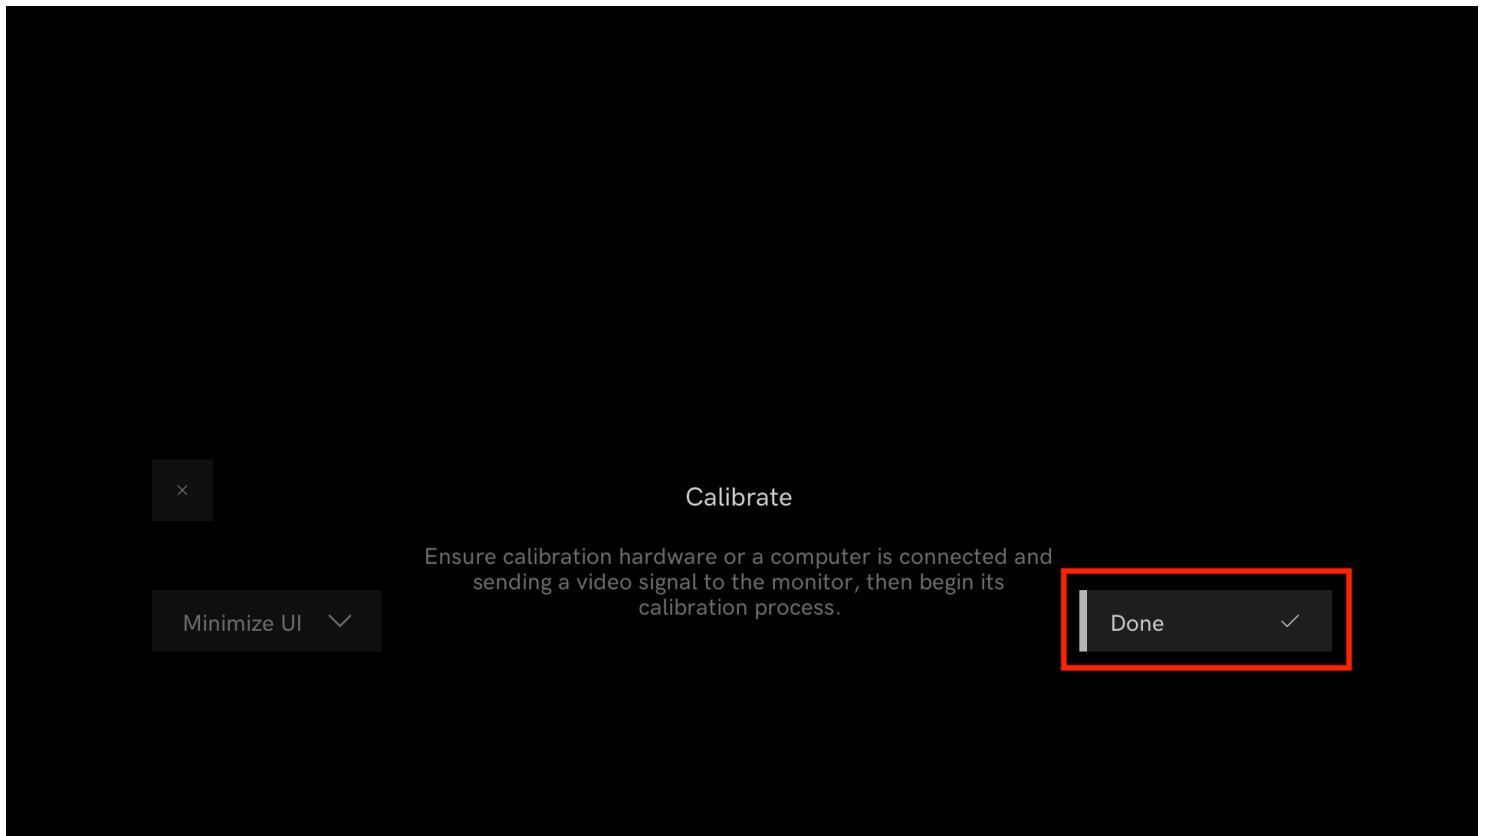 Calibrate
Ensure calibration hardware or a computer is connected and
sending a video signal to the monitor, then begin its
calibration process.
Minimize UI
Done